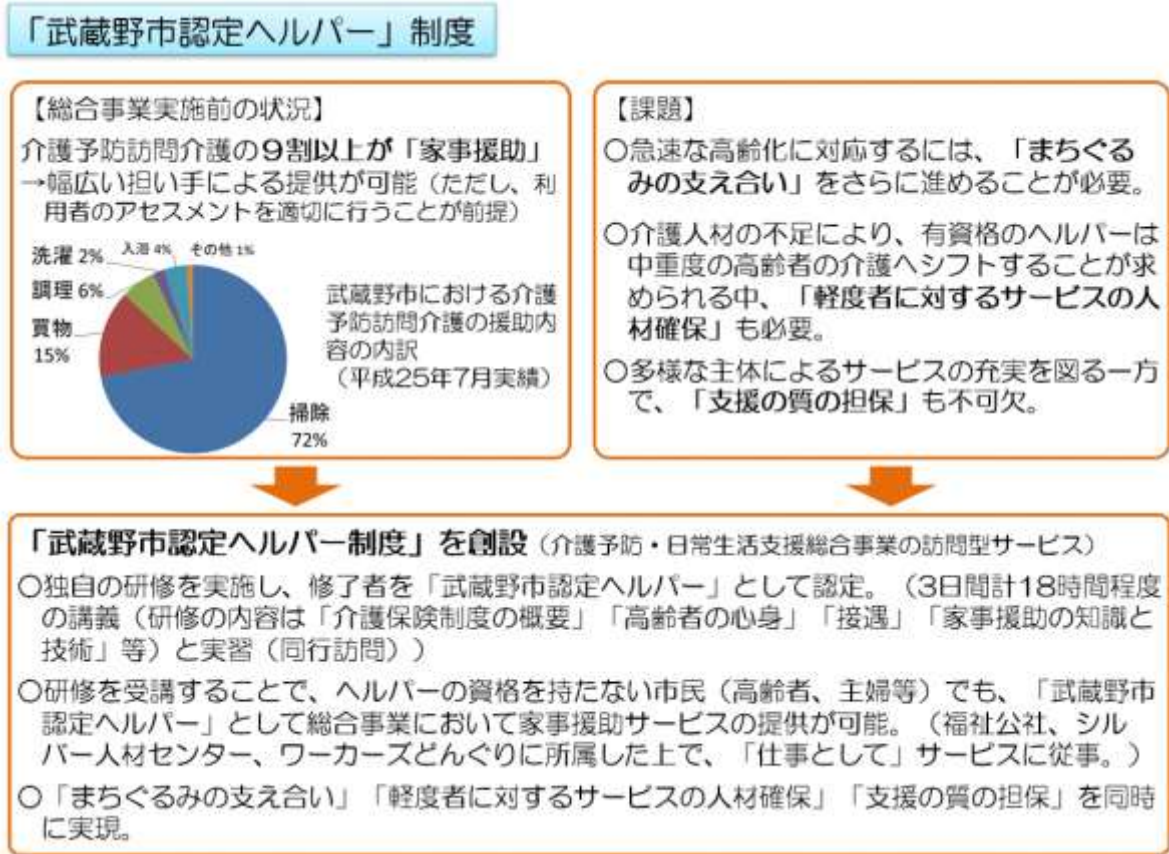 「武蔵野市認定ヘルパー」制度
【総合事業実施前の状況】
介護予防訪問介護の9割以上が「家事援助」
→幅広い担い手による提供が可能（ただし、利
用者のアセスメントを適切に行うことが前提）
洗濯 2%
入浴 4%
その他 1%
調理 6%
買物
15%
掃除
72%
武蔵野市における介護
予防訪問介護の援助内
容の内訳
（平成25年7月実績）
【課題】
○急速な高齢化に対応するには、「まちぐる
みの支え合い」をさらに進めることが必要。
○介護人材の不足により、有資格のヘルパーは
中重度の高齢者の介護へシフトすることが求
められる中、「軽度者に対するサービスの人
材確保」も必要。
○多様な主体によるサービスの充実を図る一方
で、「支援の質の担保」も不可欠。
「武蔵野市認定ヘルパー制度」を創設（介護予防・日常生活支援総合事業の訪問型サービス）
○独自の研修を実施し、修了者を「武蔵野市認定ヘルパー」として認定。（3日間計18時間程度
の講義（研修の内容は「介護保険制度の概要」「高齢者の心身」「接遇」「家事援助の知識と
技術」等）と実習（同行訪問））
○研修を受講することで、ヘルパーの資格を持たない市民（高齢者、主婦等）でも、「武蔵野市
認定ヘルパー」として総合事業において家事援助サービスの提供が可能。（福祉公社、シル
バー人材センター、ワーカーズどんぐりに所属した上で、「仕事として」サービスに従事。）
○「まちぐるみの支え合い」「軽度者に対するサービスの人材確保」「支援の質の担保」を同時
に実現。